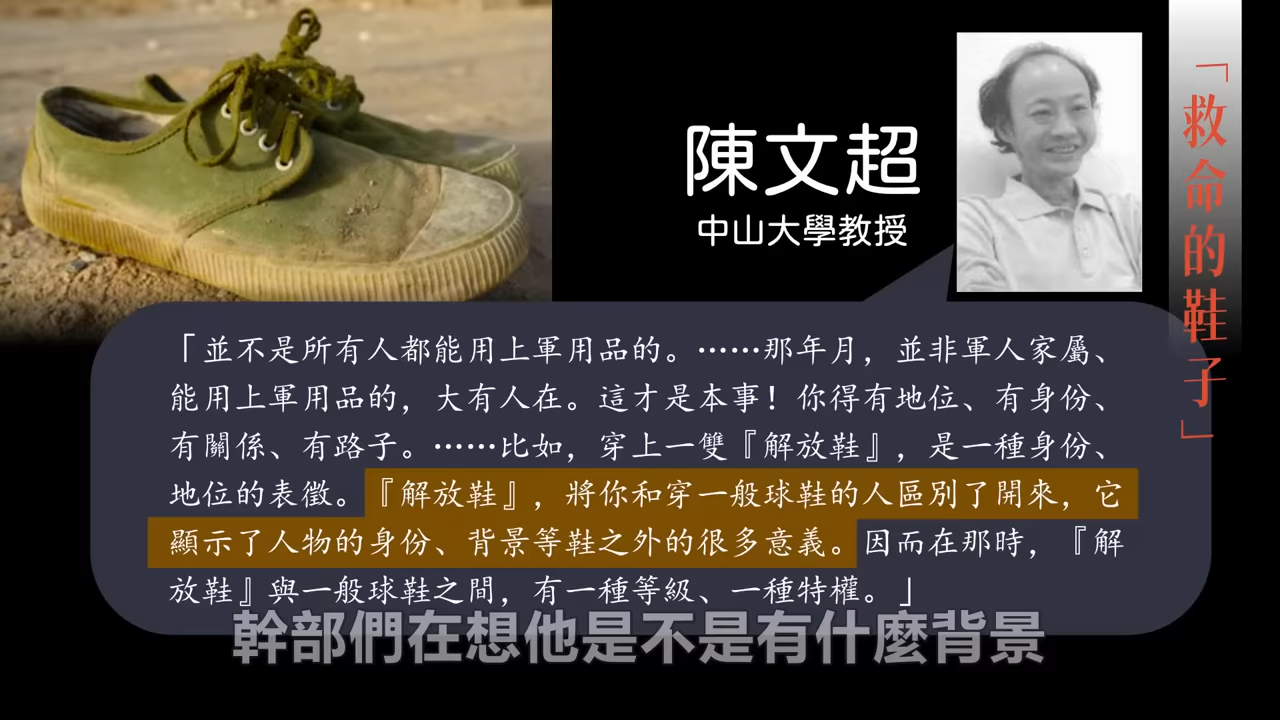 陳文超
中山大學教授
「救命的鞋子」
「並不是所有人都能用上軍用品的。⋯⋯那年月，並非軍人家屬、
能用上軍用品的，大有人在。這才是本事！你得有地位、有身份、
有關係、有路子。⋯⋯比如，穿上一雙『解放鞋』，是一種身份、
地位的表徵。『解放鞋』，將你和穿一般球鞋的人區別了開來，它
顯示了人物的身份、背景等鞋之外的很多意義。因而在那時，『解
放鞋』與一般球鞋之間，有一種等級、一種特權。」
幹部們在想他是不是有什麼背景